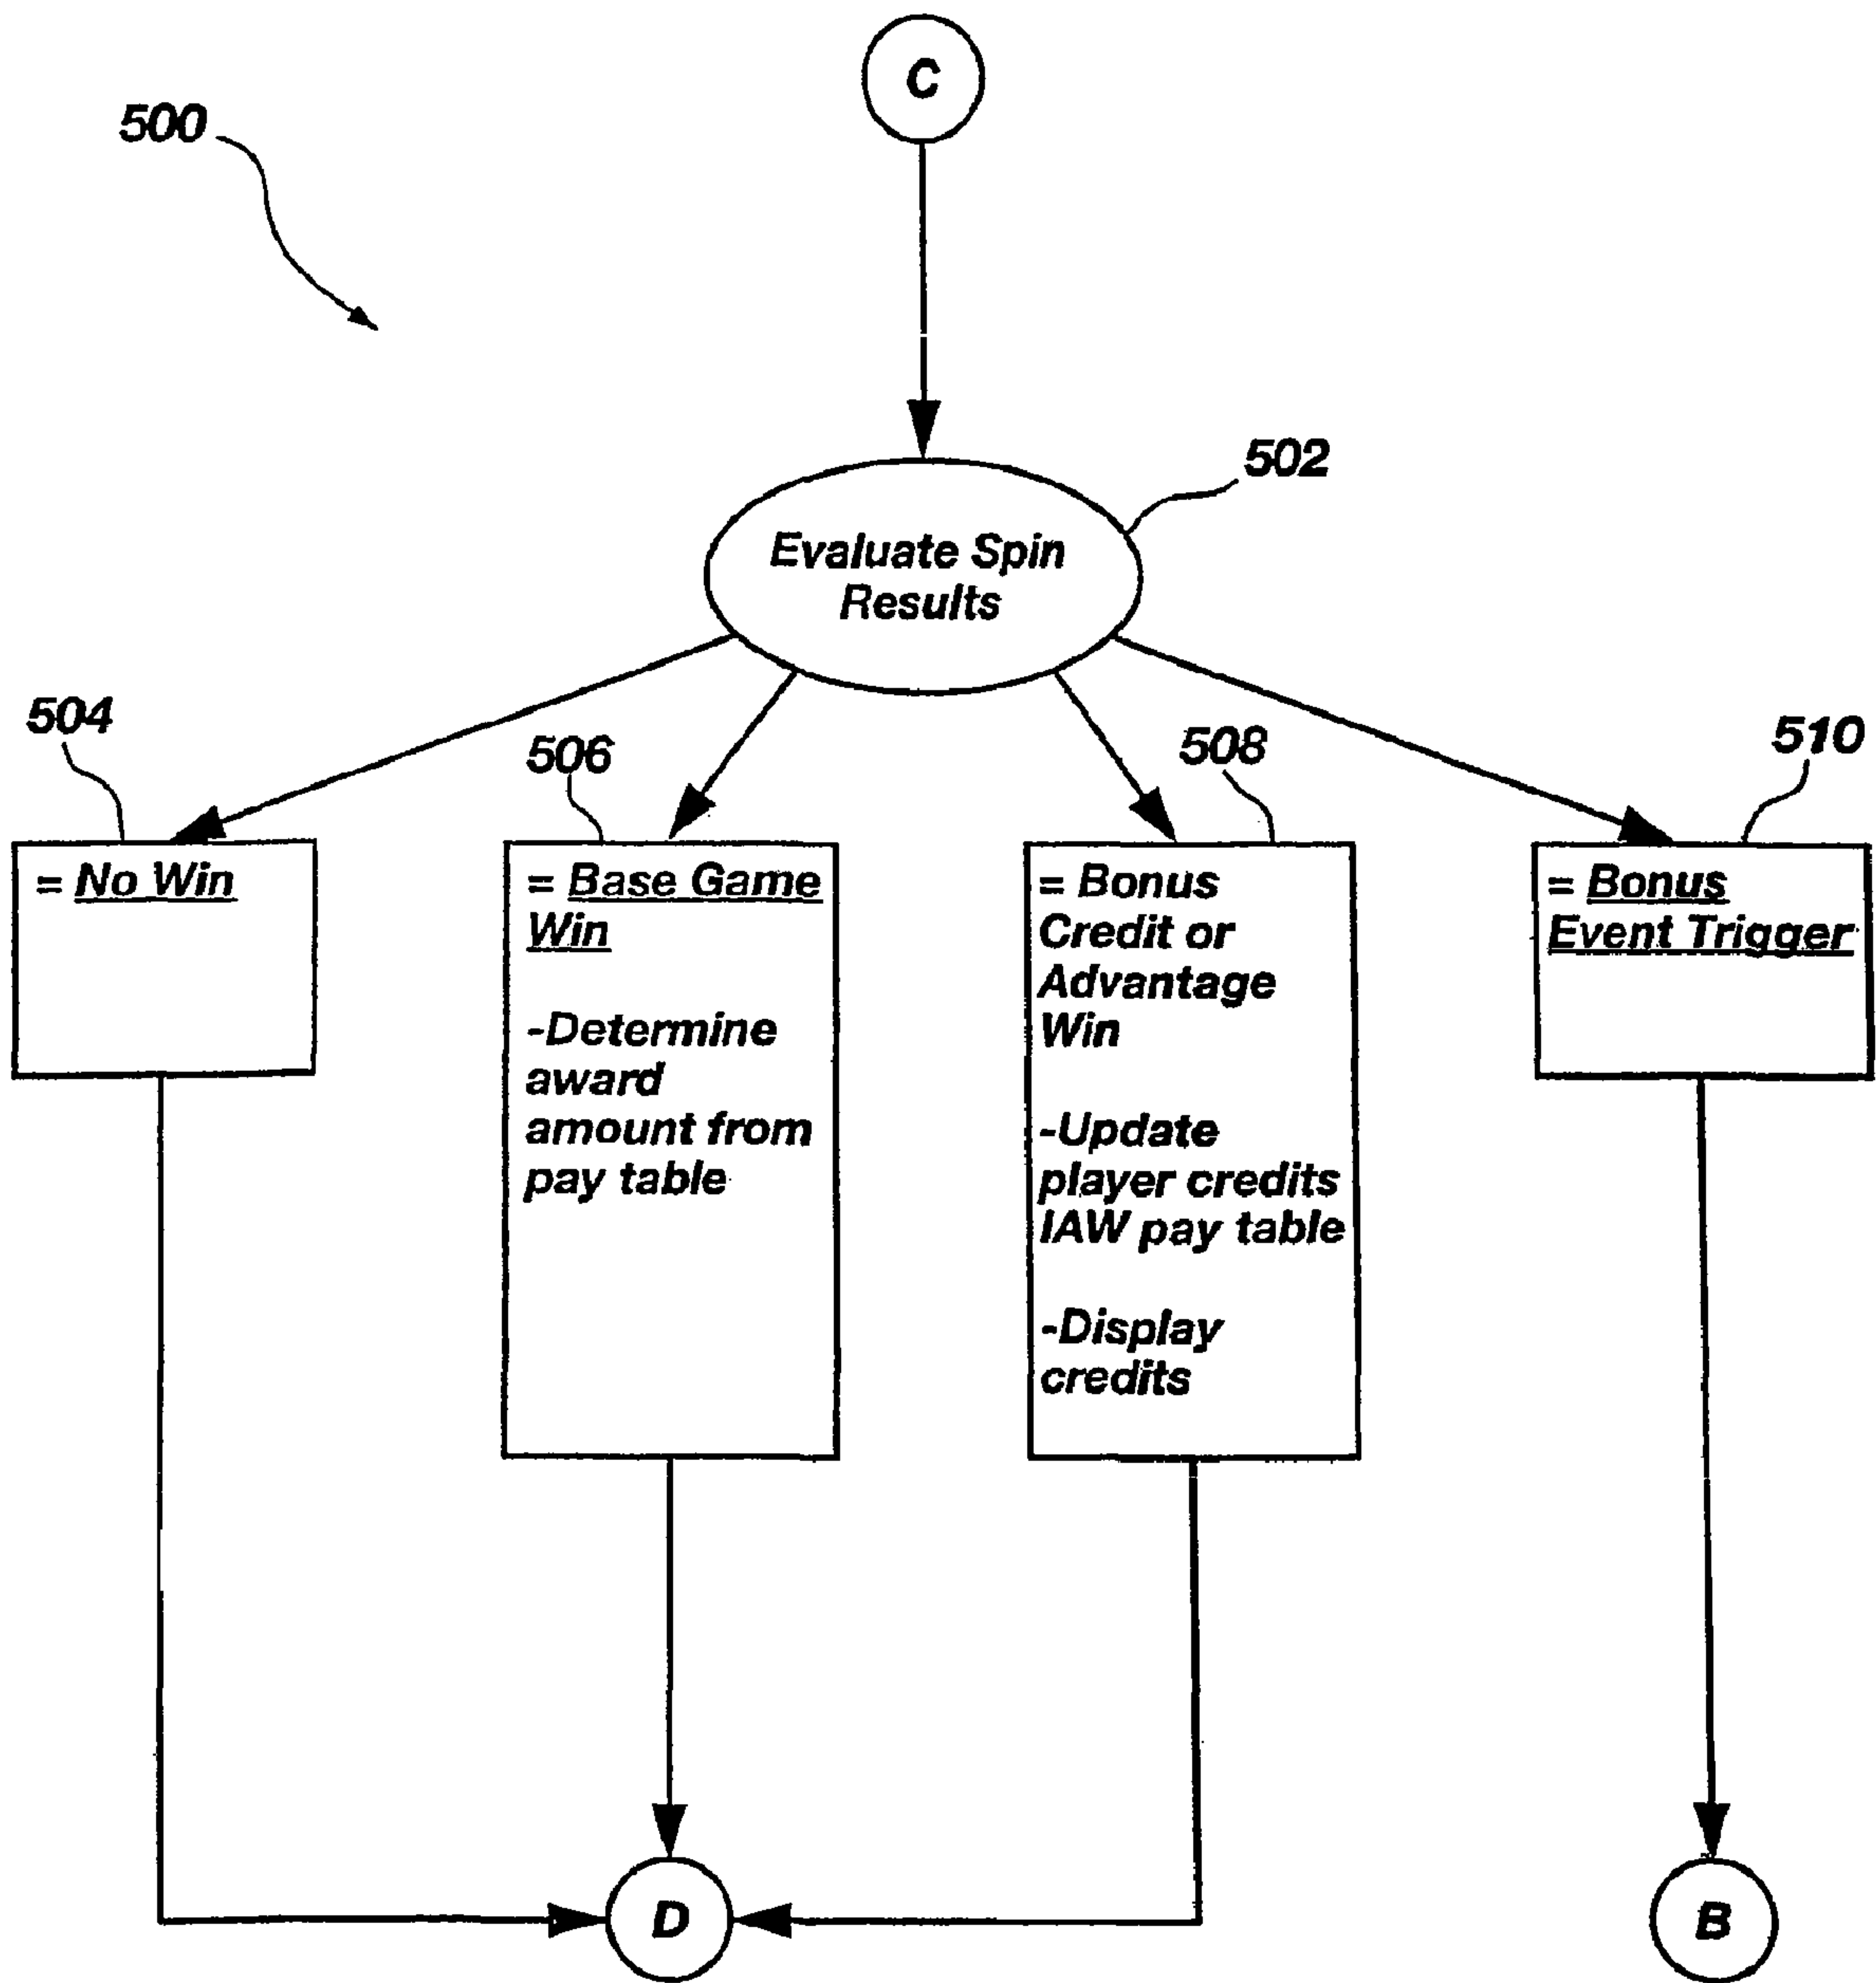 C
500
502
Evaluate Spin
Results
504
506
508
510
= No Win
= Base Game
Win
-Determine
award
amount from
pay table
= Bonus
Credit or
Advantage
Win
-Update
player credits
IAW pay table
-Display
credits
= Bonus
Event Trigger
D
B